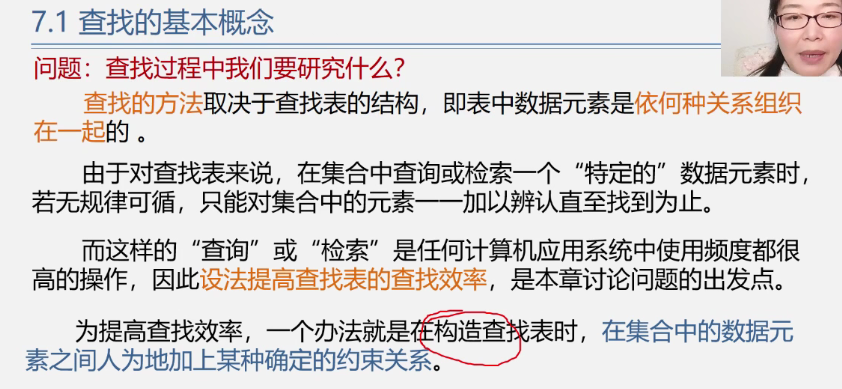 7.1 查找的基本概念
问题：查找过程中我们要研究什么？
查找的方法取决于查找表的结构，即表中数据元素是依何种关系组织
在一起的 。
由于对查找表来说，在集合中查询或检索一个“特定的”数据元素时，
若无规律可循，只能对集合中的元素一一加以辨认直至找到为止。
而这样的“查询”或“检索”是任何计算机应用系统中使用频度都很
高的操作，因此设法提高查找表的查找效率，是本章讨论问题的出发点。
为提高查找效率，一个办法就是在构造查找表时，在集合中的数据元
素之间人为地加上某种确定的约束关系。